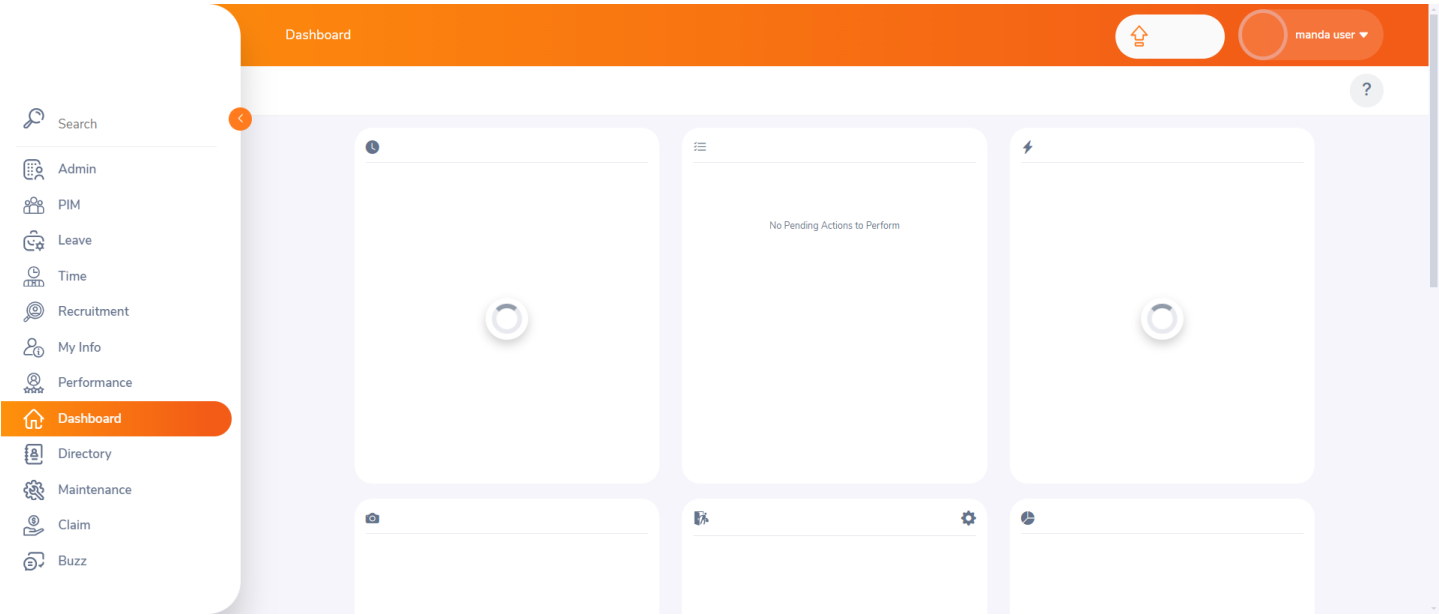 Dashboard
manda user
?
Search
Admin
PIM
Leave
Time
Recruitment
My Info
Performance
Dashboard
Directory
Maintenance
Claim
Buzz
No Pending Actions to Perform